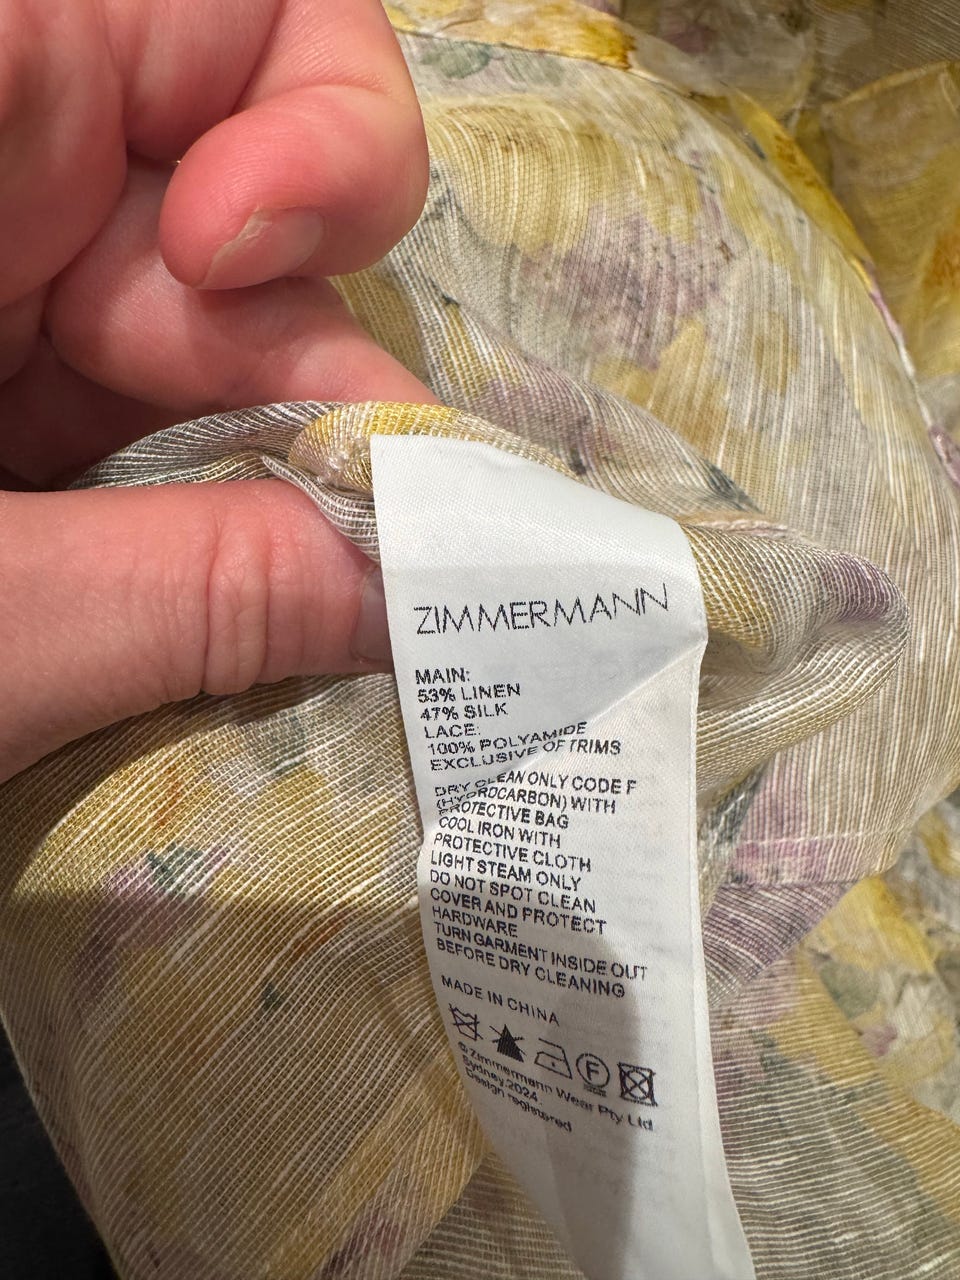 ZIMMERMANN
MAIN:
53% LINEN
47% SILK
LACE:
100% POLYAMIDE
EXCLUSIVE OF TRIMS
DRY CLEAN ONLY CODE F
(HYDROCARBON) WITH
PROTECTIVE BAG
COOL IRON WITH
PROTECTIVE CLOTH
LIGHT STEAM ONLY
DO NOT SPOT CLEAN
COVER AND PROTECT
HARDWARE
TURN GARMENT INSIDE OUT
BEFORE DRY CLEANING
MADE IN CHINA
F
© Zimmermann Wear Pty Ltd
Sydney 2024
Design registered